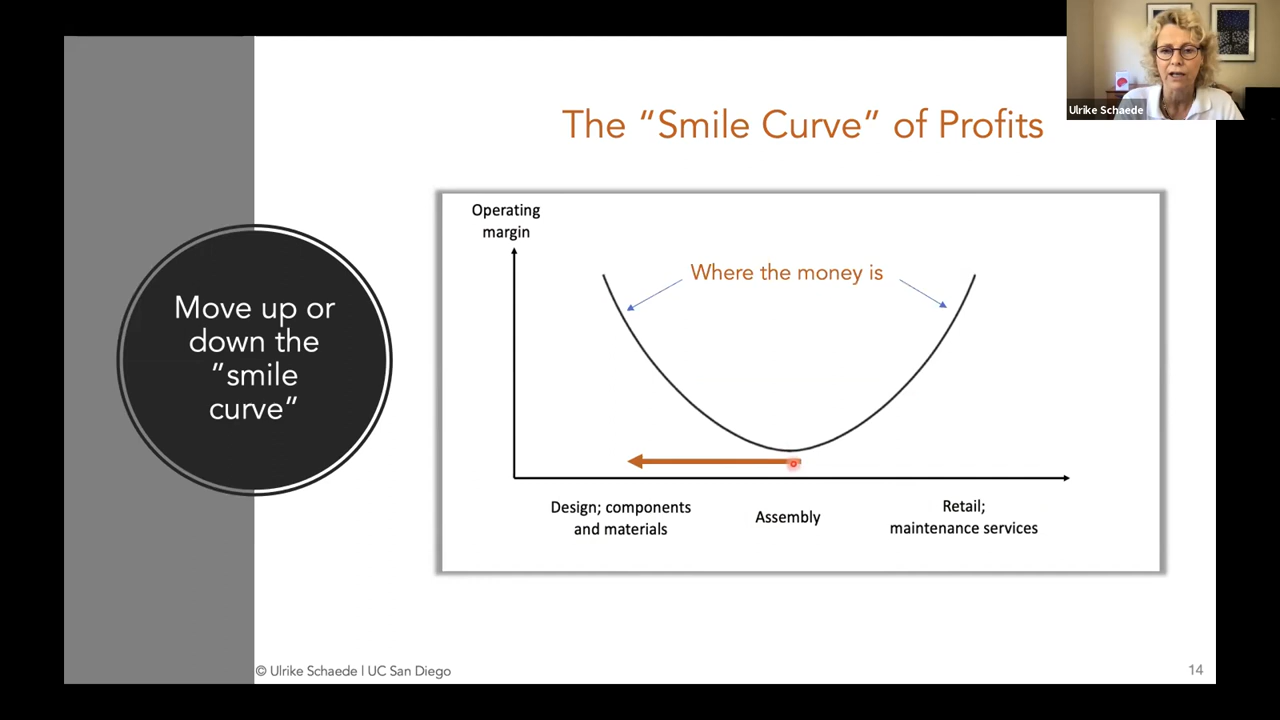 The “Smile Curve” of Profits
Ulrike Schaede
Move up or
down the
”smile
curve”
Operating
margin
Where the money is
Design; components
and materials
Assembly
Retail;
maintenance services
© Ulrike Schaede | UC San Diego
14